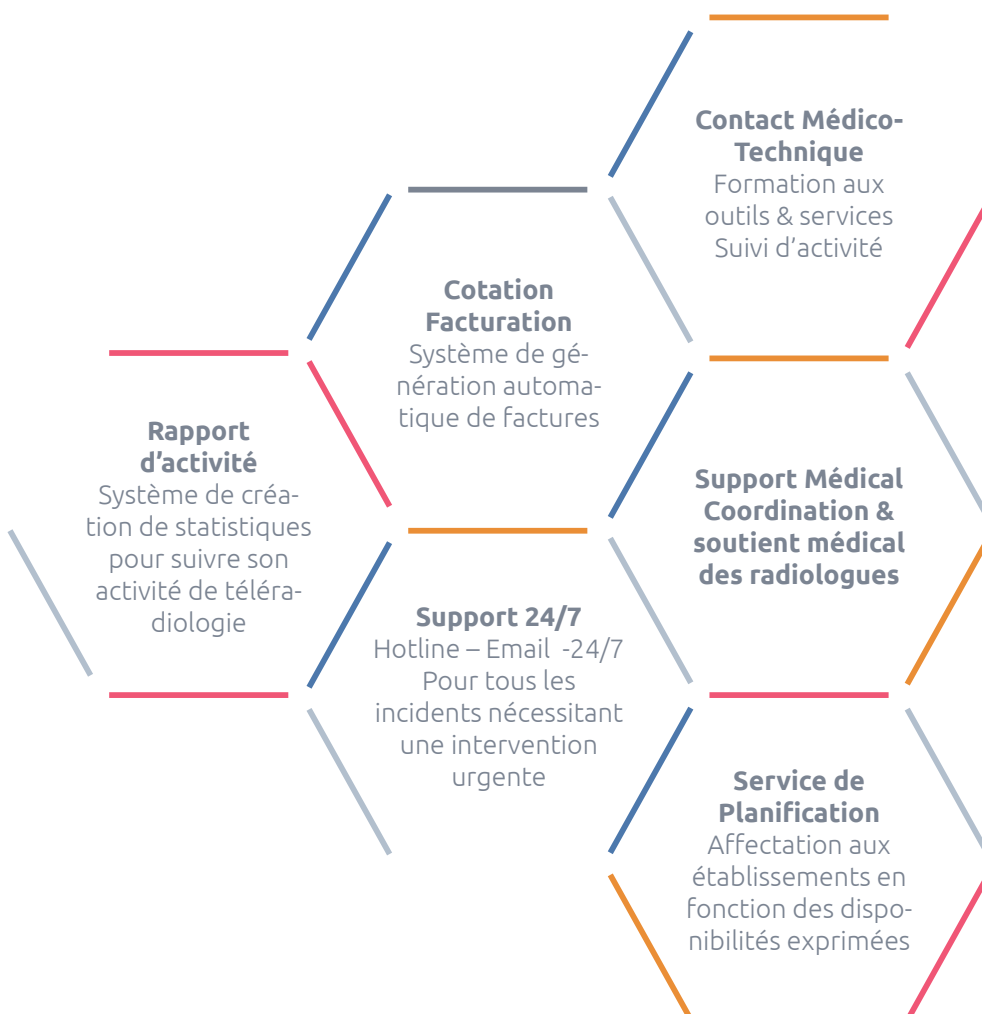 Contact Médico-
Technique
Formation aux
outils & services
Suivi d’activité
Cotation
Facturation
Système de gé-
nération automa-
tique de factures
Rapport
d’activité
Système de créa-
tion de statistiques
pour suivre son
activité de téléra-
diologie
Support Médical
Coordination &
soutient médical
des radiologues
Support 24/7
Hotline – Email -24/7
Pour tous les
incidents nécessitant
une intervention
urgente
Service de
Planification
Affectation aux
établissements en
fonction des dispo-
nibilités exprimées